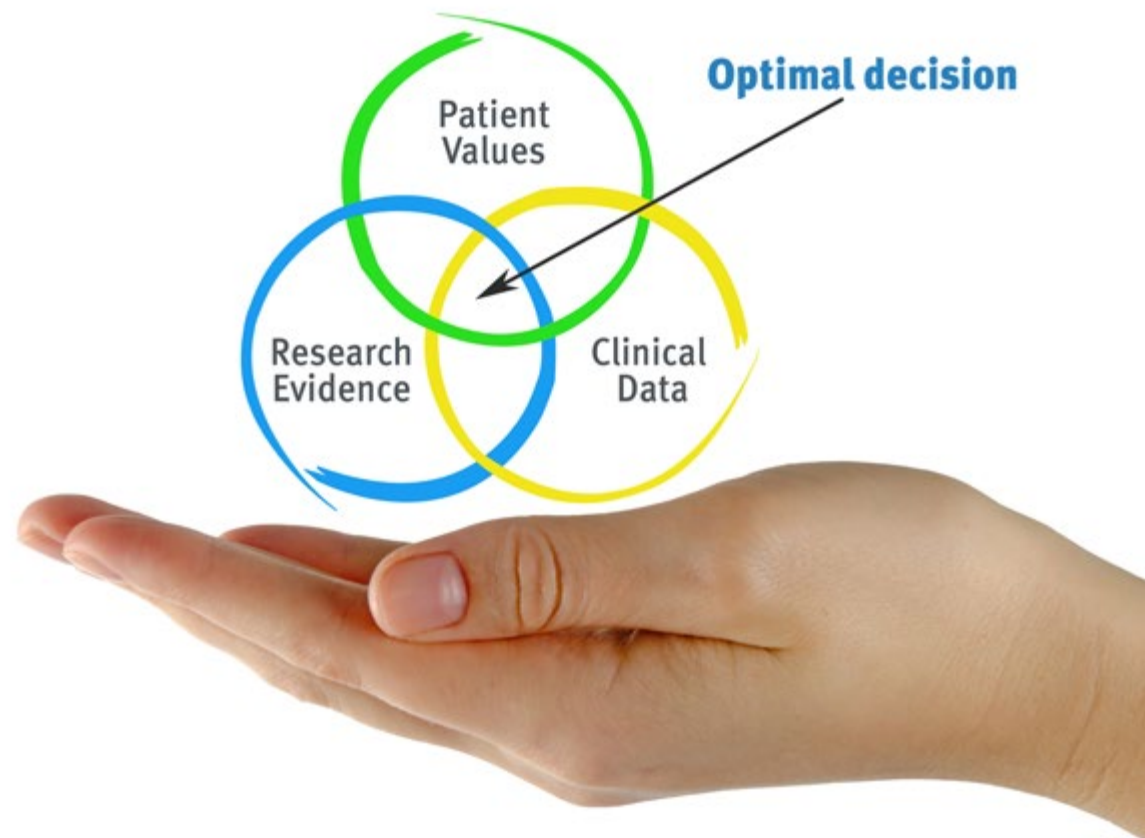 Optimal decision
Patient
Values
Research
Evidence
Clinical
Data